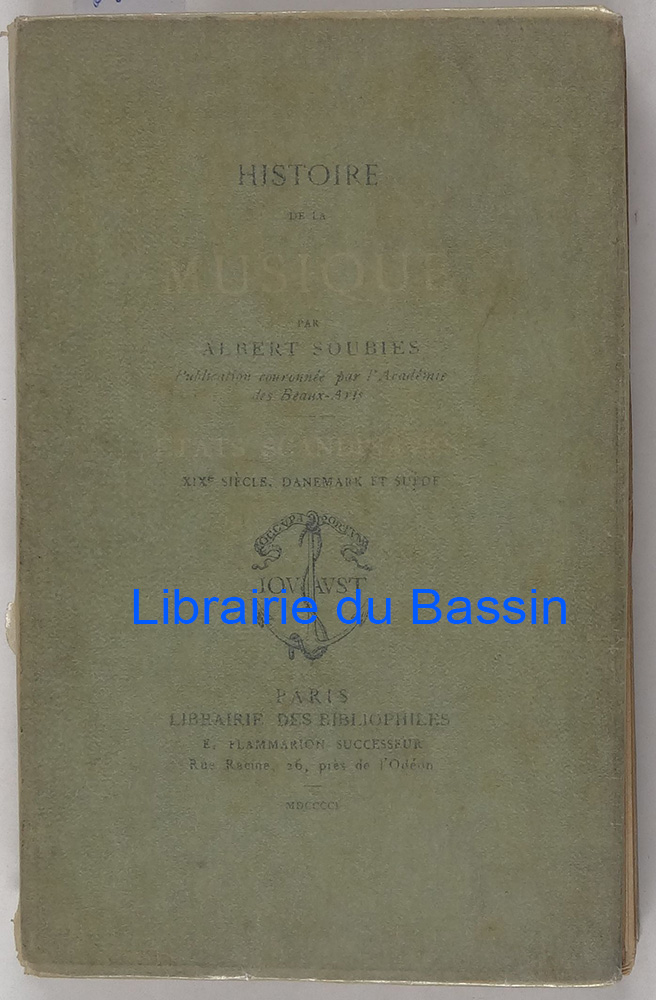 HISTOIRE
DE LA
MUSIQUE
PAR
ALBERT SOUBIES
Publication couronnée par l'Académie
des Beaux-Arts
ÉTATS SCANDINAVES
XIXe SIÈCLE. DANEMARK ET SUÈDE
JOUAUST
Librairie du Bassin
PARIS
LIBRAIRIE DES BIBLIOPHILES
E. FLAMMARION SUCCESSEUR
Rue Racine, 26, près de l'Odéon
MDCCCCI